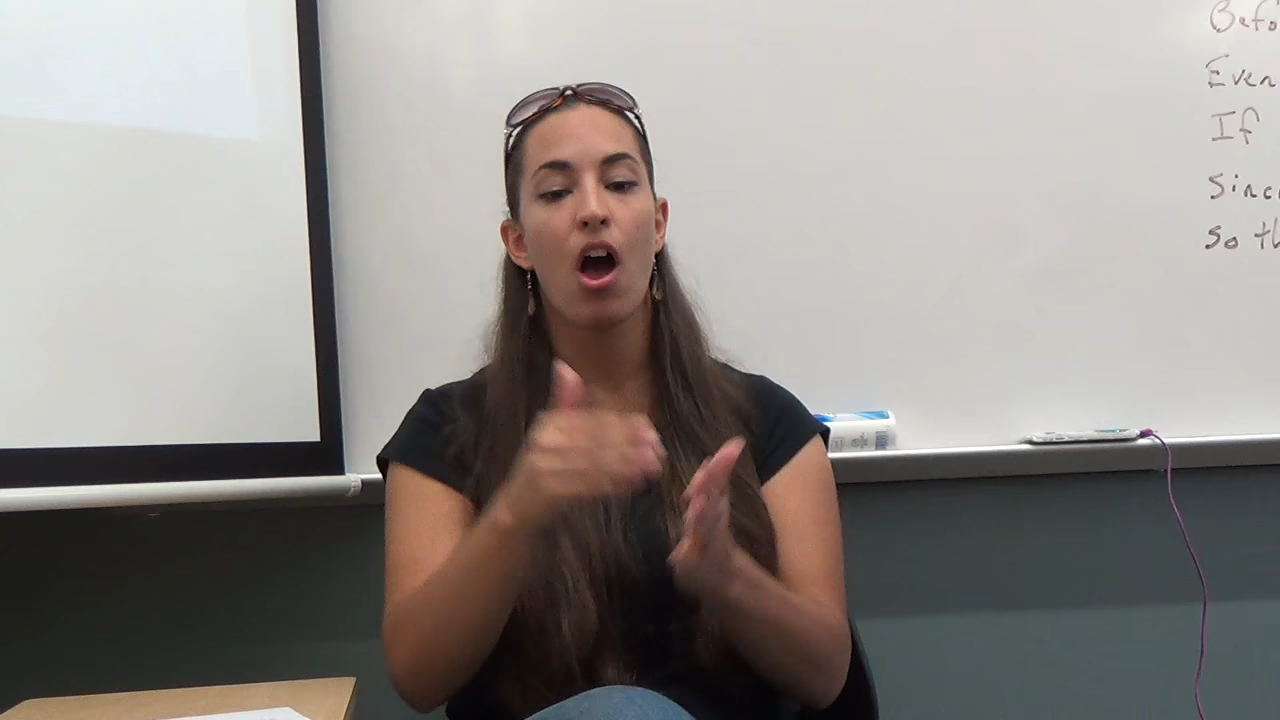 Befo
Even
If
Sinc
so th